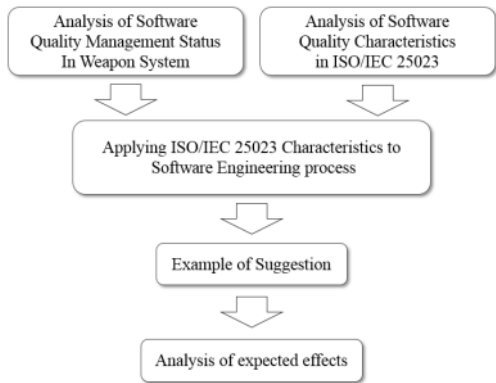 Analysis of Software
Quality Management Status
In Weapon System
Analysis of Software
Quality Characteristics
in ISO/IEC 25023
Applying ISO/IEC 25023 Characteristics to
Software Engineering process
Example of Suggestion
Analysis of expected effects